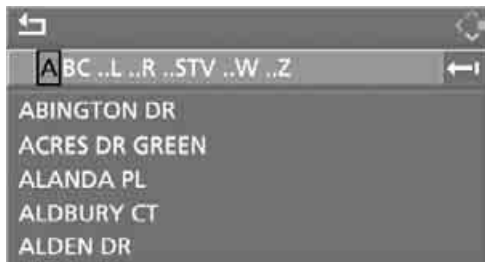 ABC ..L ..R ..STV ..W ..Z
ABINGTON DR
ACRES DR GREEN
ALANDA PL
ALDBURY CT
ALDEN DR